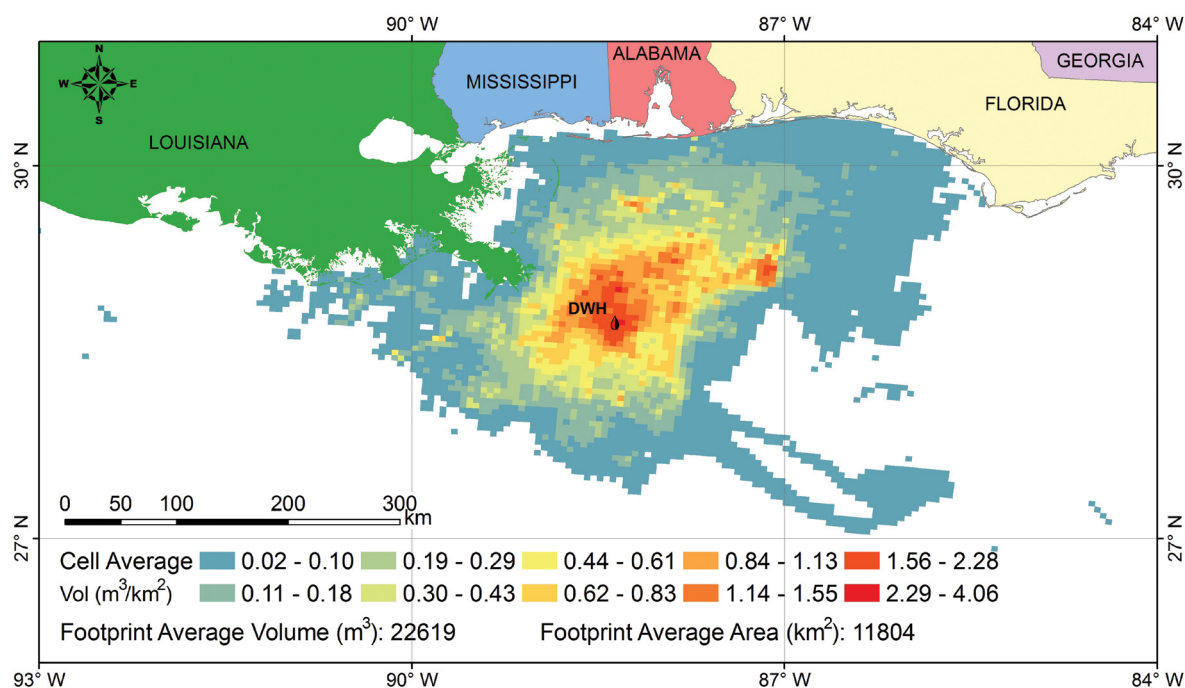 90° W 87° W 84° W
N
W E
S
ALABAMA
GEORGIA
MISSISSIPPI
FLORIDA
LOUISIANA
30° N 30° N
DWH
0 50 100 200 300
km
27° N 27° N
Cell Average 0.02 - 0.10 0.19 - 0.29 0.44 - 0.61 0.84 - 1.13 1.56 - 2.28
Vol (m³/km²) 0.11 - 0.18 0.30 - 0.43 0.62 - 0.83 1.14 - 1.55 2.29 - 4.06
Footprint Average Volume (m³): 22619 Footprint Average Area (km²): 11804
93° W 90° W 87° W 84° W